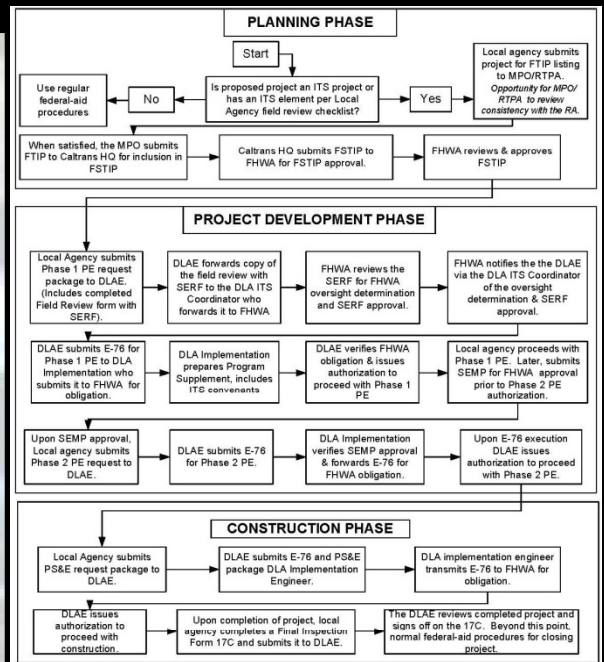 PLANNING PHASE
Start
Local agency submits
project for FTIP listing
to MPO/RTPA.
Opportunity for MPO/
RTPA to review
consistency with the RA.
Use regular
federal-aid
procedures
No
Is proposed project an ITS project or
has an ITS element per Local
Agency field review checklist?
Yes
When satisfied, the MPO submits
FTIP to Caltrans HQ for inclusion in
FSTIP
Caltrans HQ submits FSTIP to
FHWA for FSTIP approval.
FHWA reviews & approves
FSTIP
PROJECT DEVELOPMENT PHASE
Local Agency submits
Phase 1 PE request
package to DLAE.
(Includes completed
Field Review form with
SERF).
DLAE forwards copy of
the field review with
SERF to the DLA ITS
Coordinator who
forwards it to FHWA
FHWA reviews the
SERF for FHWA
oversight determination
and SERF approval.
FHWA notifies the the DLAE
via the DLA ITS Coordinator
of the oversight
determination & SERF
approval.
DLAE submits E-76 for
Phase 1 PE to DLA
Implementation who
submits it to FHWA for
obligation.
DLA Implementation
prepares Program
Supplement, includes
ITS convenants
DLAE verifies FHWA
obligation & issues
authorization to
proceed with Phase 1
PE
Local agency proceeds with
Phase 1 PE. Later, submits
SEMP for FHWA approval
prior to Phase 2 PE
authorization.
Upon SEMP approval,
Local agency submits
Phase 2 PE request to
DLAE.
DLAE submits E-76
for Phase 2 PE.
DLA Implementation
verifies SEMP approval &
forwards E-76 for
FHWA obligation.
Upon E-76 execution
DLAE issues
authorization to proceed
with Phase 2 PE.
CONSTRUCTION PHASE
Local Agency submits
PS&E request package to
DLAE.
DLAE submits E-76 and PS&E
package DLA Implementation
Engineer.
DLA implementation engineer
transmits E-76 to FHWA for
obligation.
DLAE issues
authorization to
proceed with
construction.
Upon completion of project, local
agency completes a Final Inspection
Form 17C and submits it to DLAE.
The DLAE reviews completed project and
signs off on the 17C. Beyond this point,
normal federal-aid procedures for closing
project.